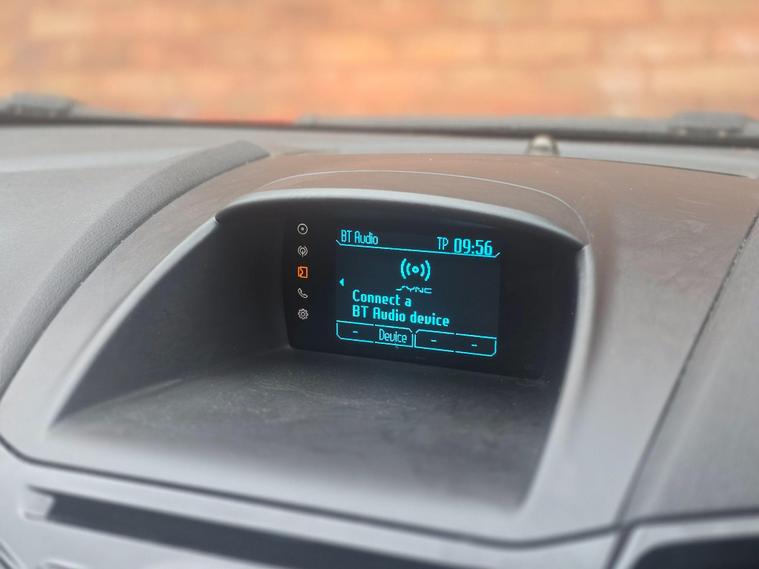 BT Audio TP 09:56
SYNC
Connect a
BT Audio device
- Device - -